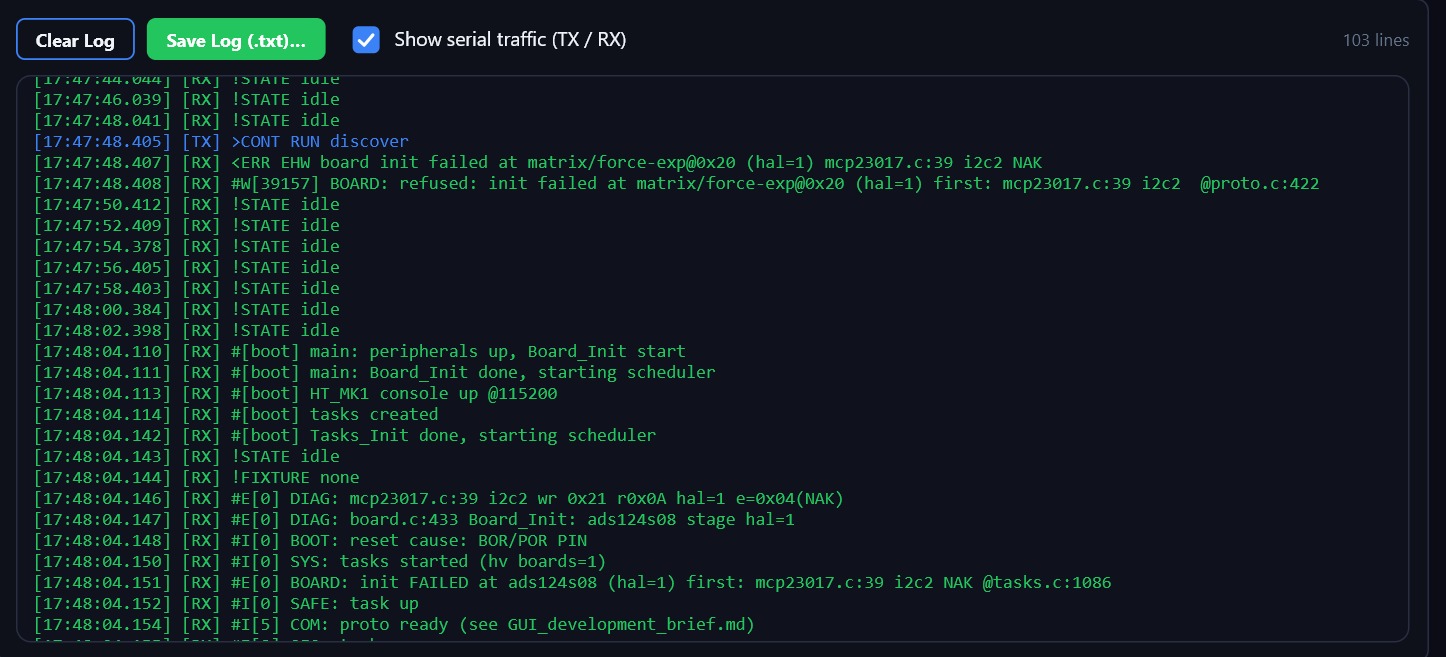 Clear Log Save Log (.txt)... Show serial traffic (TX / RX) 103 lines
[17:47:44.044] [RX] !STATE idle
[17:47:46.039] [RX] !STATE idle
[17:47:48.041] [RX] !STATE idle
[17:47:48.405] [TX] >CONT RUN discover
[17:47:48.407] [RX] <ERR EHW board init failed at matrix/force-exp@0x20 (hal=1) mcp23017.c:39 i2c2 NAK
[17:47:48.408] [RX] #W[39157] BOARD: refused: init failed at matrix/force-exp@0x20 (hal=1) first: mcp23017.c:39 i2c2  @proto.c:422
[17:47:50.412] [RX] !STATE idle
[17:47:52.409] [RX] !STATE idle
[17:47:54.378] [RX] !STATE idle
[17:47:56.405] [RX] !STATE idle
[17:47:58.403] [RX] !STATE idle
[17:48:00.384] [RX] !STATE idle
[17:48:02.398] [RX] !STATE idle
[17:48:04.110] [RX] #[boot] main: peripherals up, Board_Init start
[17:48:04.111] [RX] #[boot] main: Board_Init done, starting scheduler
[17:48:04.113] [RX] #[boot] HT_MK1 console up @115200
[17:48:04.114] [RX] #[boot] tasks created
[17:48:04.142] [RX] #[boot] Tasks_Init done, starting scheduler
[17:48:04.143] [RX] !STATE idle
[17:48:04.144] [RX] !FIXTURE none
[17:48:04.146] [RX] #E[0] DIAG: mcp23017.c:39 i2c2 wr 0x21 r0x0A hal=1 e=0x04(NAK)
[17:48:04.147] [RX] #E[0] DIAG: board.c:433 Board_Init: ads124s08 stage hal=1
[17:48:04.148] [RX] #I[0] BOOT: reset cause: BOR/POR PIN
[17:48:04.150] [RX] #I[0] SYS: tasks started (hv boards=1)
[17:48:04.151] [RX] #E[0] BOARD: init FAILED at ads124s08 (hal=1) first: mcp23017.c:39 i2c2 NAK @tasks.c:1086
[17:48:04.152] [RX] #I[0] SAFE: task up
[17:48:04.154] [RX] #I[5] COM: proto ready (see GUI_development_brief.md)